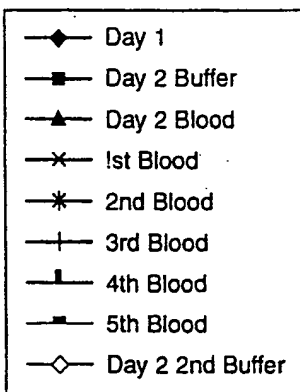 Day 1
Day 2 Buffer
Day 2 Blood
!st Blood
2nd Blood
3rd Blood
4th Blood
5th Blood
Day 2 2nd Buffer